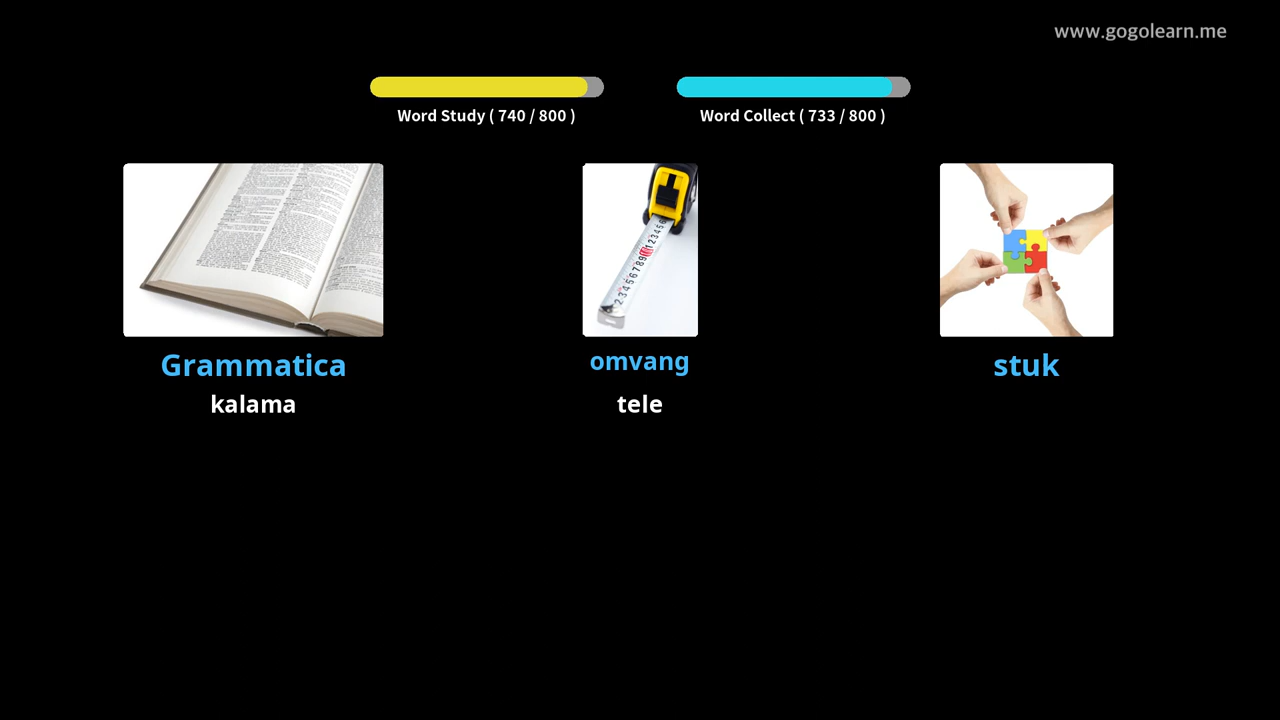 www.gogolearn.me
Word Study ( 740 / 800 )
Word Collect ( 733 / 800 )
Grammatica
omvang
stuk
kalama
tele